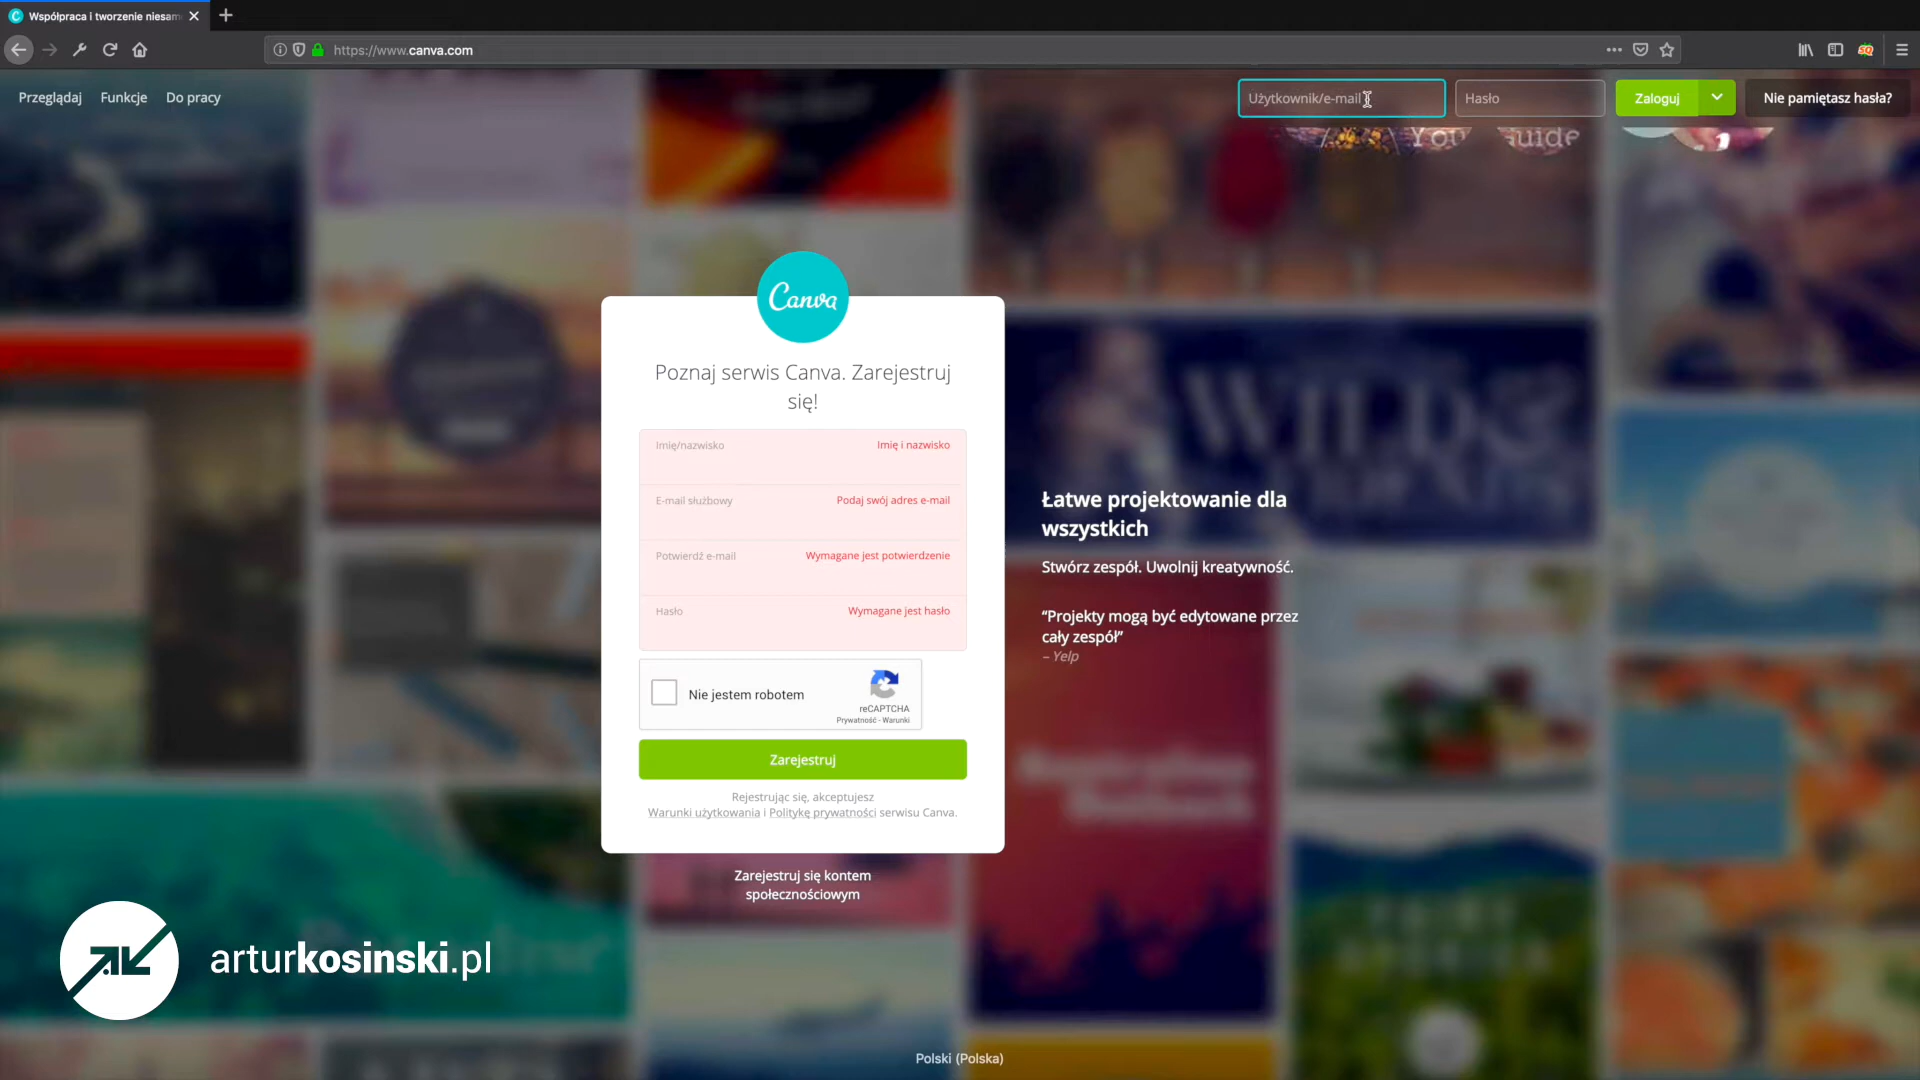 Współpraca i tworzenie niesam
https://www.canva.com
Przeglądaj Funkcje Do pracy
Użytkownik/e-mail Hasło Zaloguj Nie pamiętasz hasła?
Canva
Poznaj serwis Canva. Zarejestruj
się!
Imię/nazwisko Imię i nazwisko
E-mail służbowy Podaj swój adres e-mail
Potwierdź e-mail Wymagane jest potwierdzenie
Hasło Wymagane jest hasło
Nie jestem robotem
reCAPTCHA
Prywatność - Warunki
Zarejestruj
Rejestrując się, akceptujesz
Warunki użytkowania i Politykę prywatności serwisu Canva.
Zarejestruj się kontem
społecznościowym
Łatwe projektowanie dla
wszystkich
Stwórz zespół. Uwolnij kreatywność.
“Projekty mogą być edytowane przez
cały zespół”
– Yelp
WILD &
arturkosinski.pl
Polski (Polska)